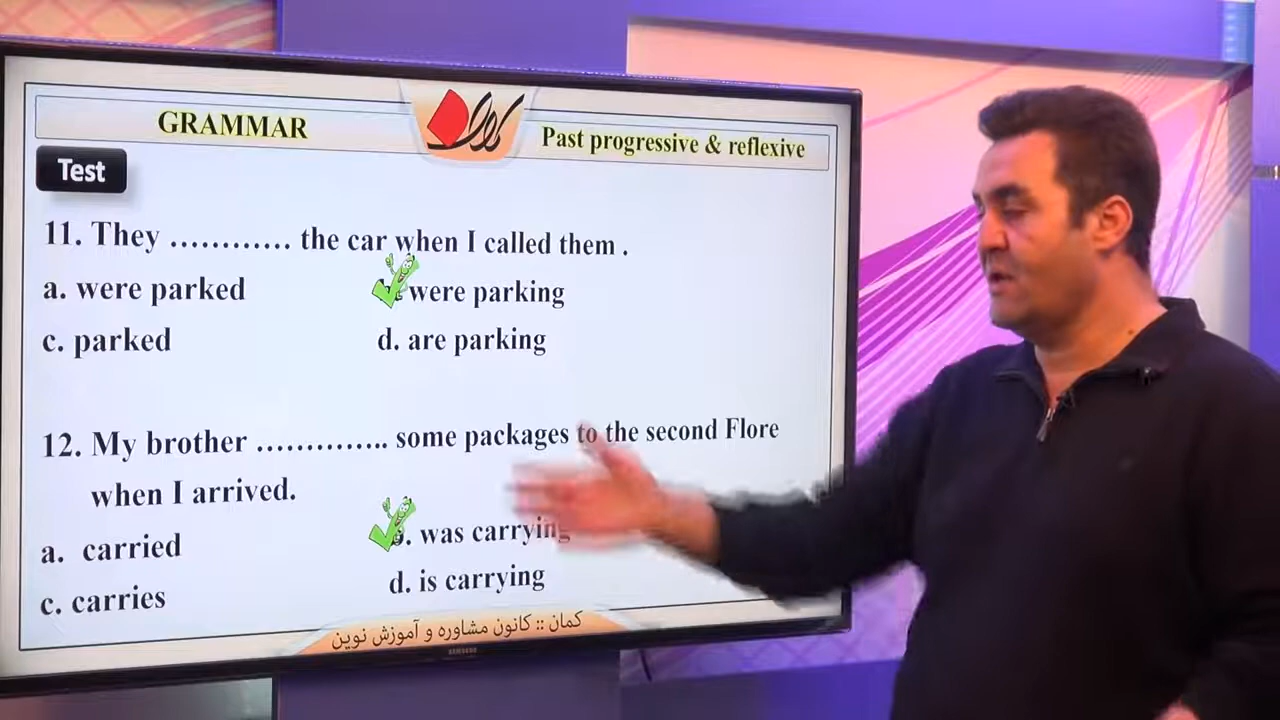 GRAMMAR
کمان
Past progressive & reflexive
Test
11. They ………… the car when I called them .
a. were parked
were parking
c. parked
d. are parking
12. My brother ………….. some packages to the second Flore
when I arrived.
a. carried
b. was carrying
c. carries
d. is carrying
کمان :: کانون مشاوره و آموزش نوین
SAMSUNG